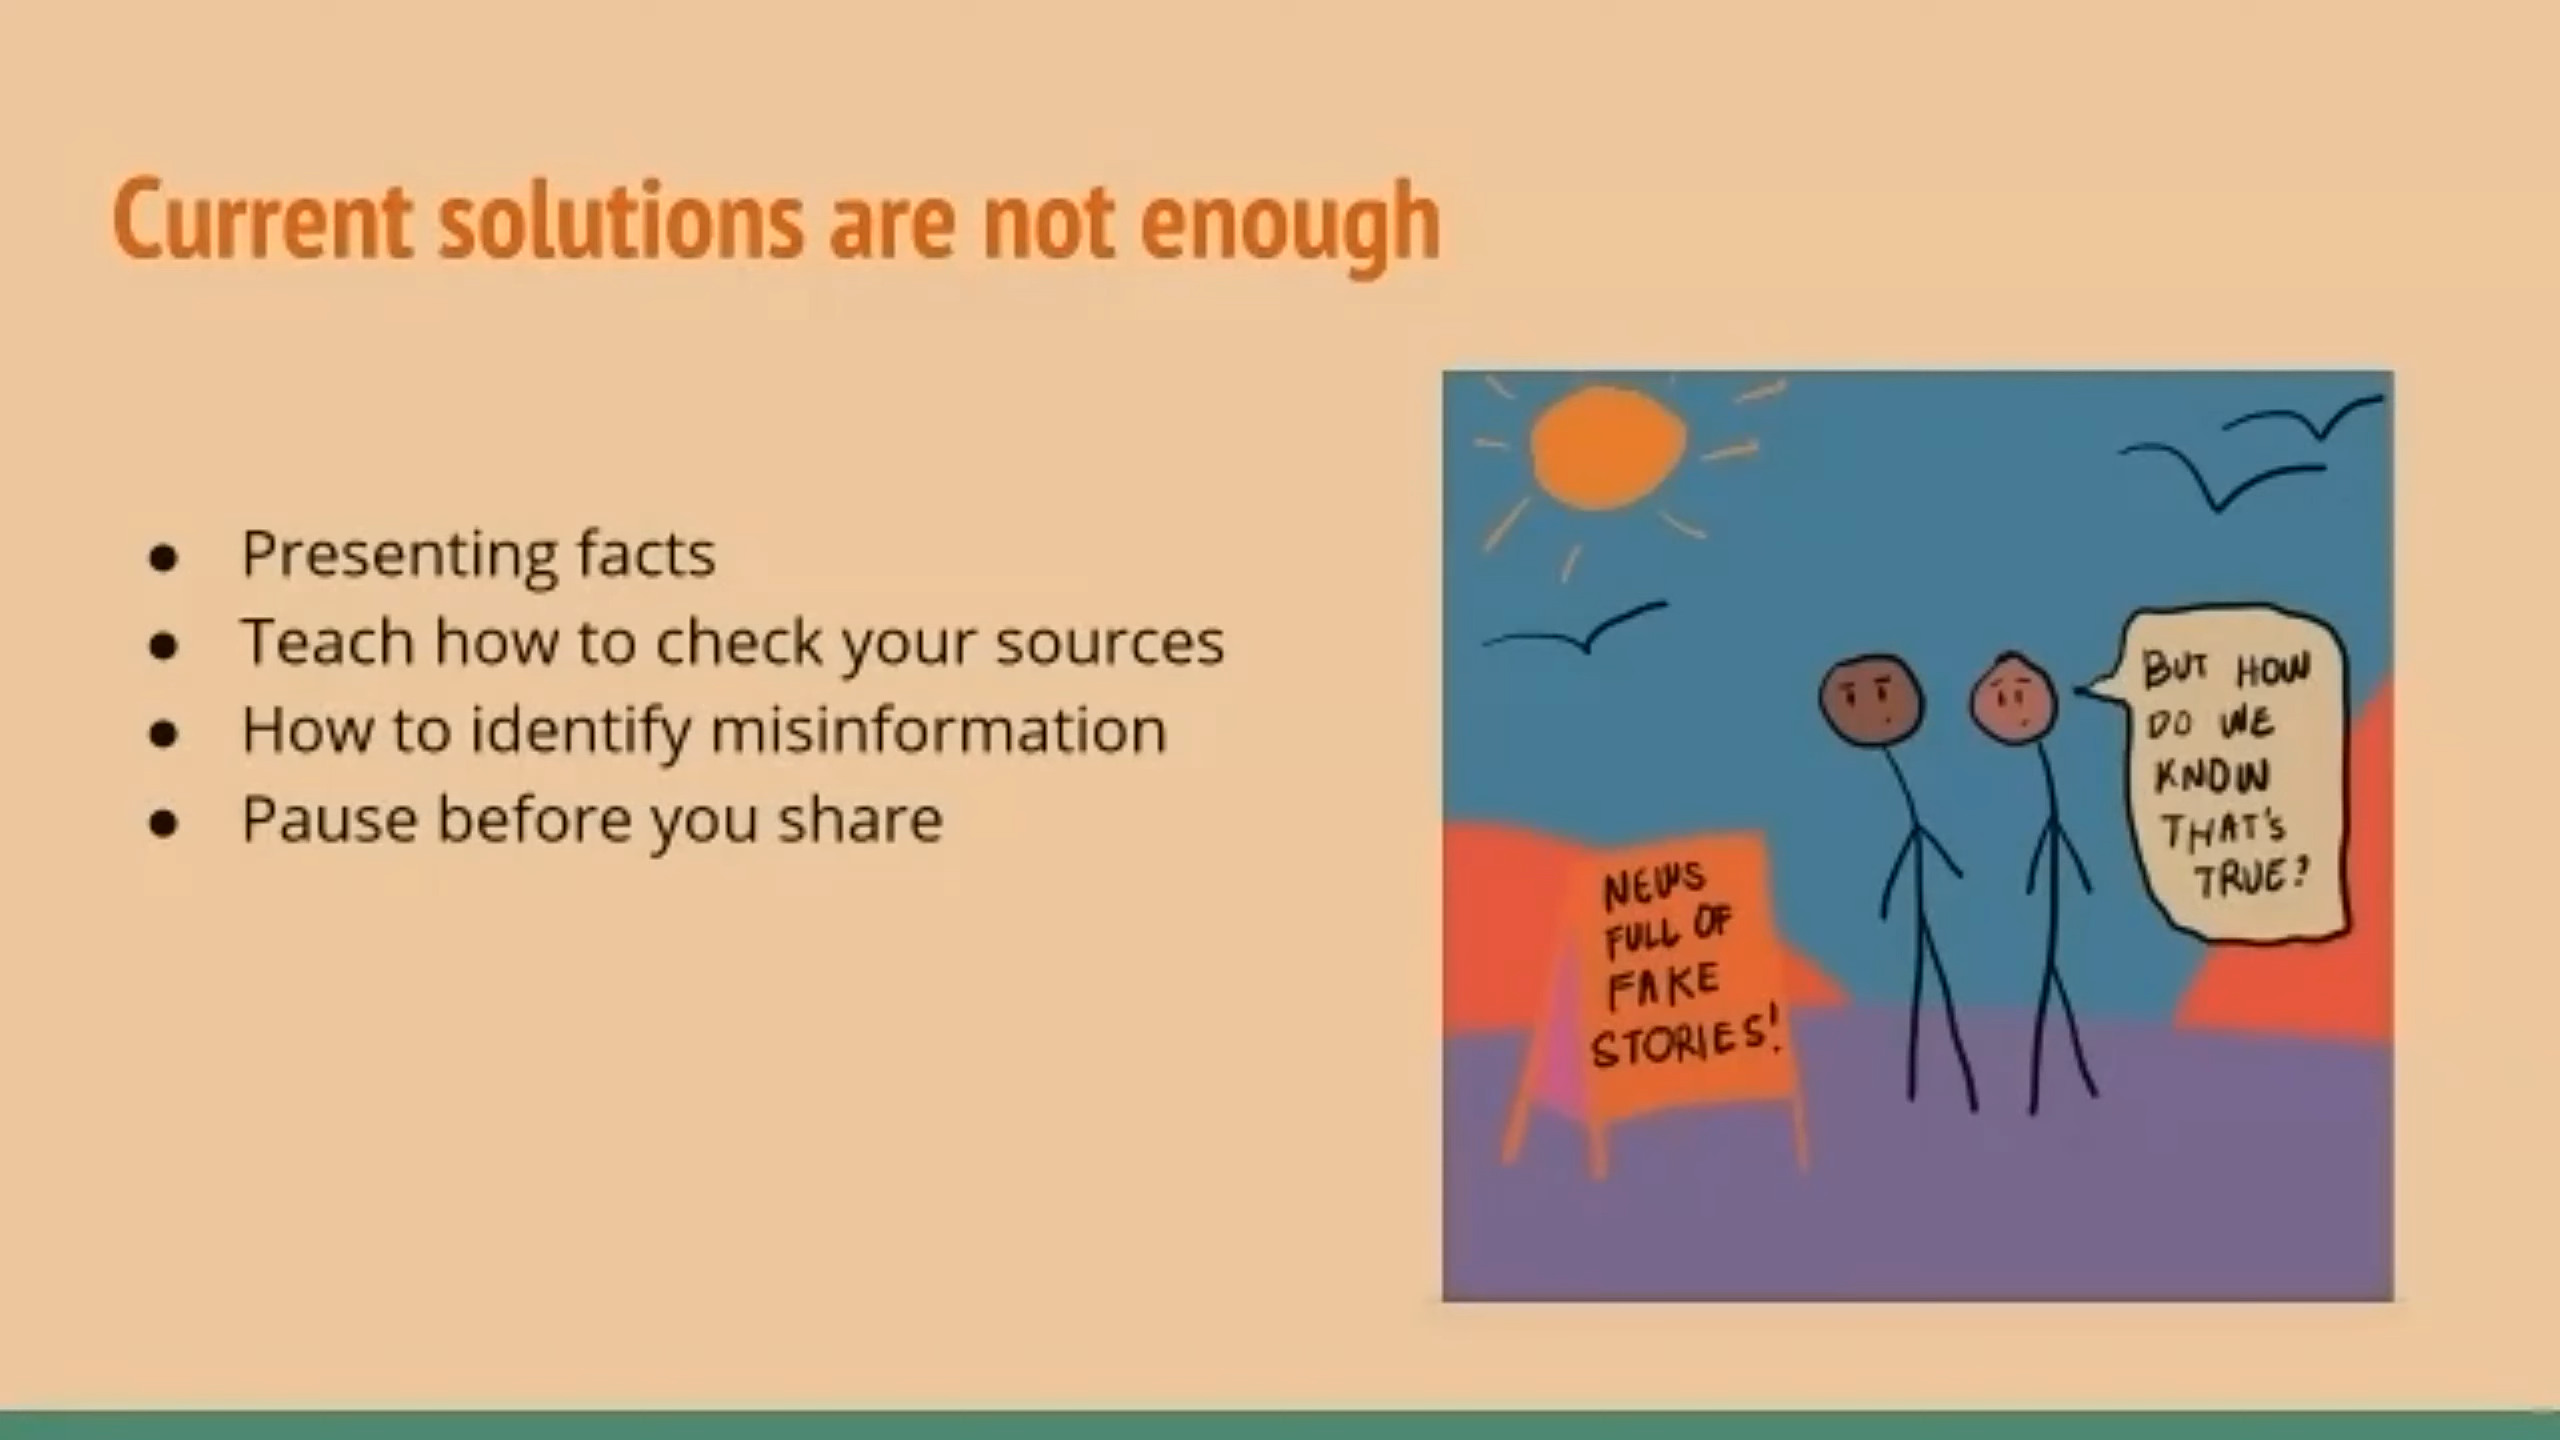 Current solutions are not enough
Presenting facts
Teach how to check your sources
How to identify misinformation
Pause before you share
BUT HOW
DO WE
KNOW
THAT'S
TRUE?
NEWS
FULL OF
FAKE
STORIES!